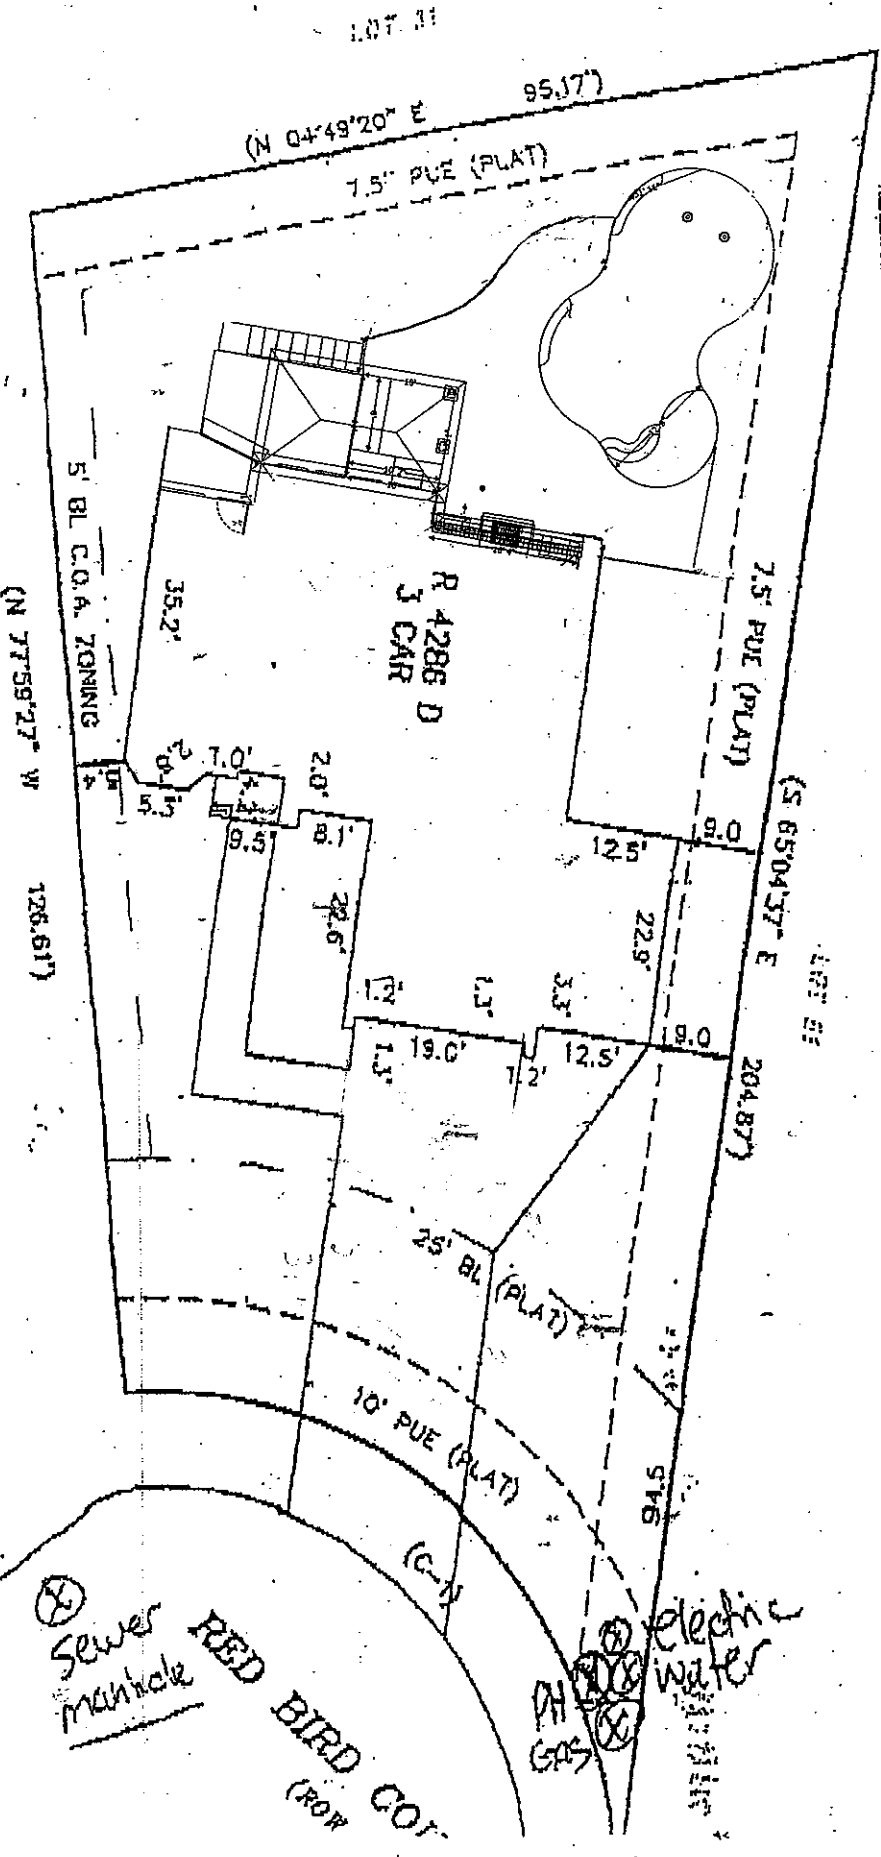 LOT 31
(N 04°49'20" E
95.17')
7.5' PUE (PLAT)
5' BL C.O.A. ZONING
(N 77°59'27" W
126.61')
35.2'
R 4286 D
3 CAR
7.5' PUE (PLAT)
(S 65°04'37" E
204.87')
2.0'
7.0'
5.5'
9.5'
2.0'
8.1'
22.6'
12.5'
9.0
22.9'
9.0
1.3'
3.3'
1.3'
19.0'
12.5'
25' BL (PLAT)
10' PUE (PLAT)
94.5
electric
water
PH
GAS
Sewer
manhole
RED BIRD
(ROW